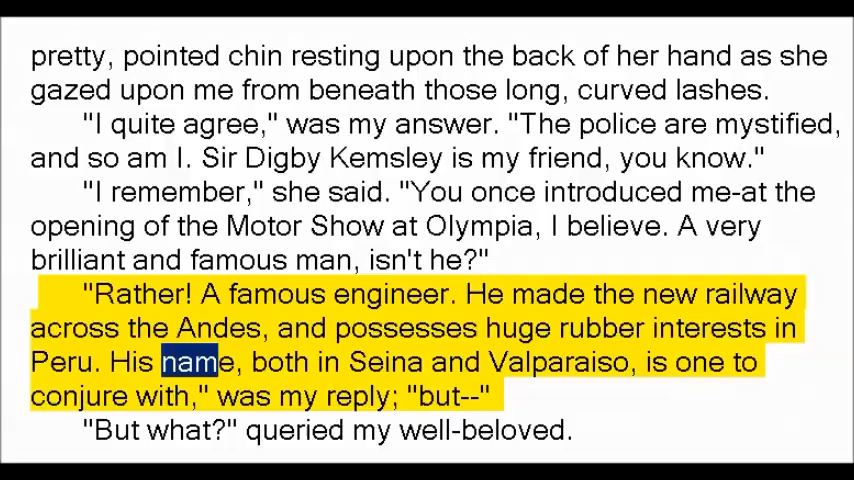 pretty, pointed chin resting upon the back of her hand as she
gazed upon me from beneath those long, curved lashes.
"I quite agree," was my answer. "The police are mystified,
and so am I. Sir Digby Kemsley is my friend, you know."
"I remember," she said. "You once introduced me-at the
opening of the Motor Show at Olympia, I believe. A very
brilliant and famous man, isn't he?"
"Rather! A famous engineer. He made the new railway
across the Andes, and possesses huge rubber interests in
Peru. His name, both in Seina and Valparaiso, is one to
conjure with," was my reply; "but--"
"But what?" queried my well-beloved.